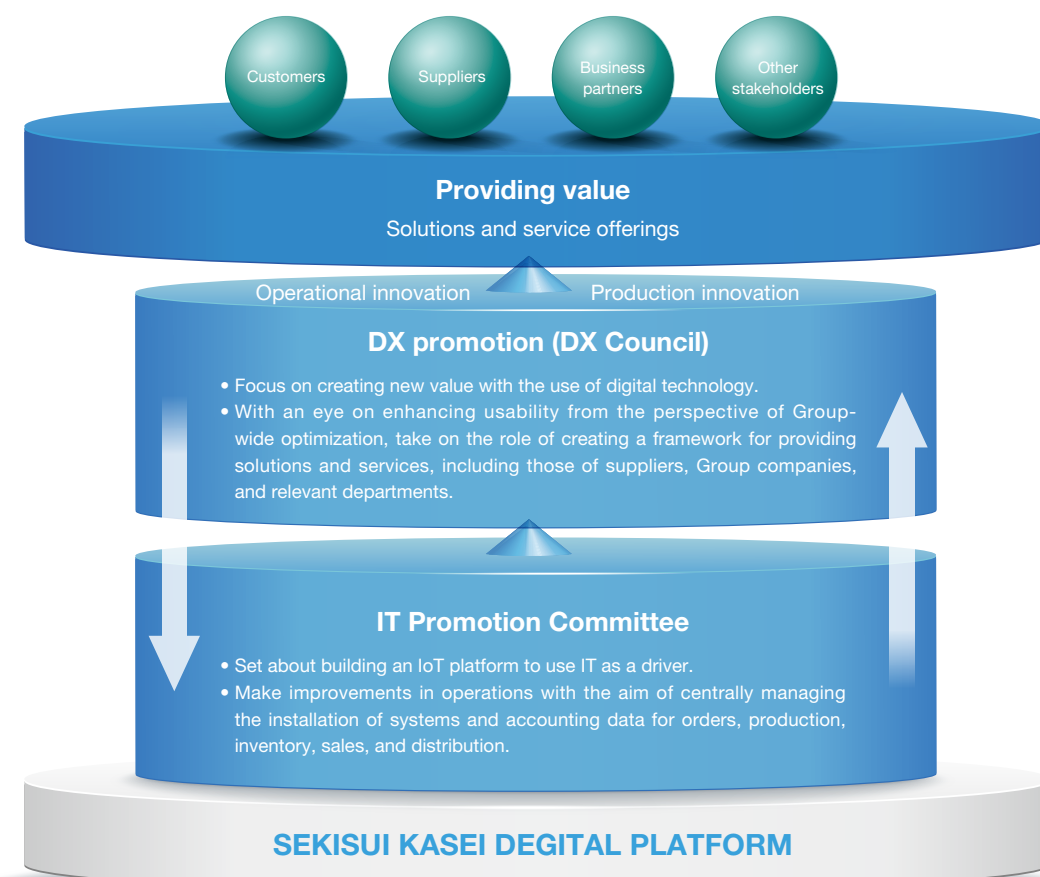 Customers
Suppliers
Business
partners
Other
stakeholders
Providing value
Solutions and service offerings
Operational innovation
Production innovation
DX promotion (DX Council)
• Focus on creating new value with the use of digital technology.
• With an eye on enhancing usability from the perspective of Group-
wide optimization, take on the role of creating a framework for providing
solutions and services, including those of suppliers, Group companies,
and relevant departments.
IT Promotion Committee
• Set about building an IoT platform to use IT as a driver.
• Make improvements in operations with the aim of centrally managing
the installation of systems and accounting data for orders, production,
inventory, sales, and distribution.
SEKISUI KASEI DEGITAL PLATFORM